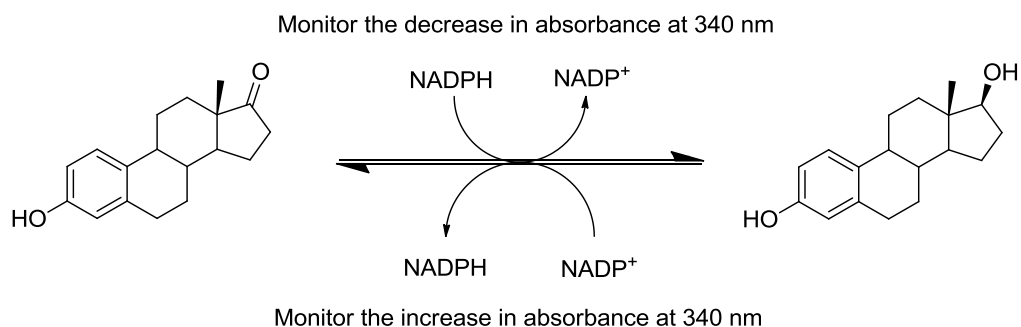 Monitor the decrease in absorbance at 340 nm
NADPH NADP⁺
O
OH
HO
HO
NADPH NADP⁺
Monitor the increase in absorbance at 340 nm